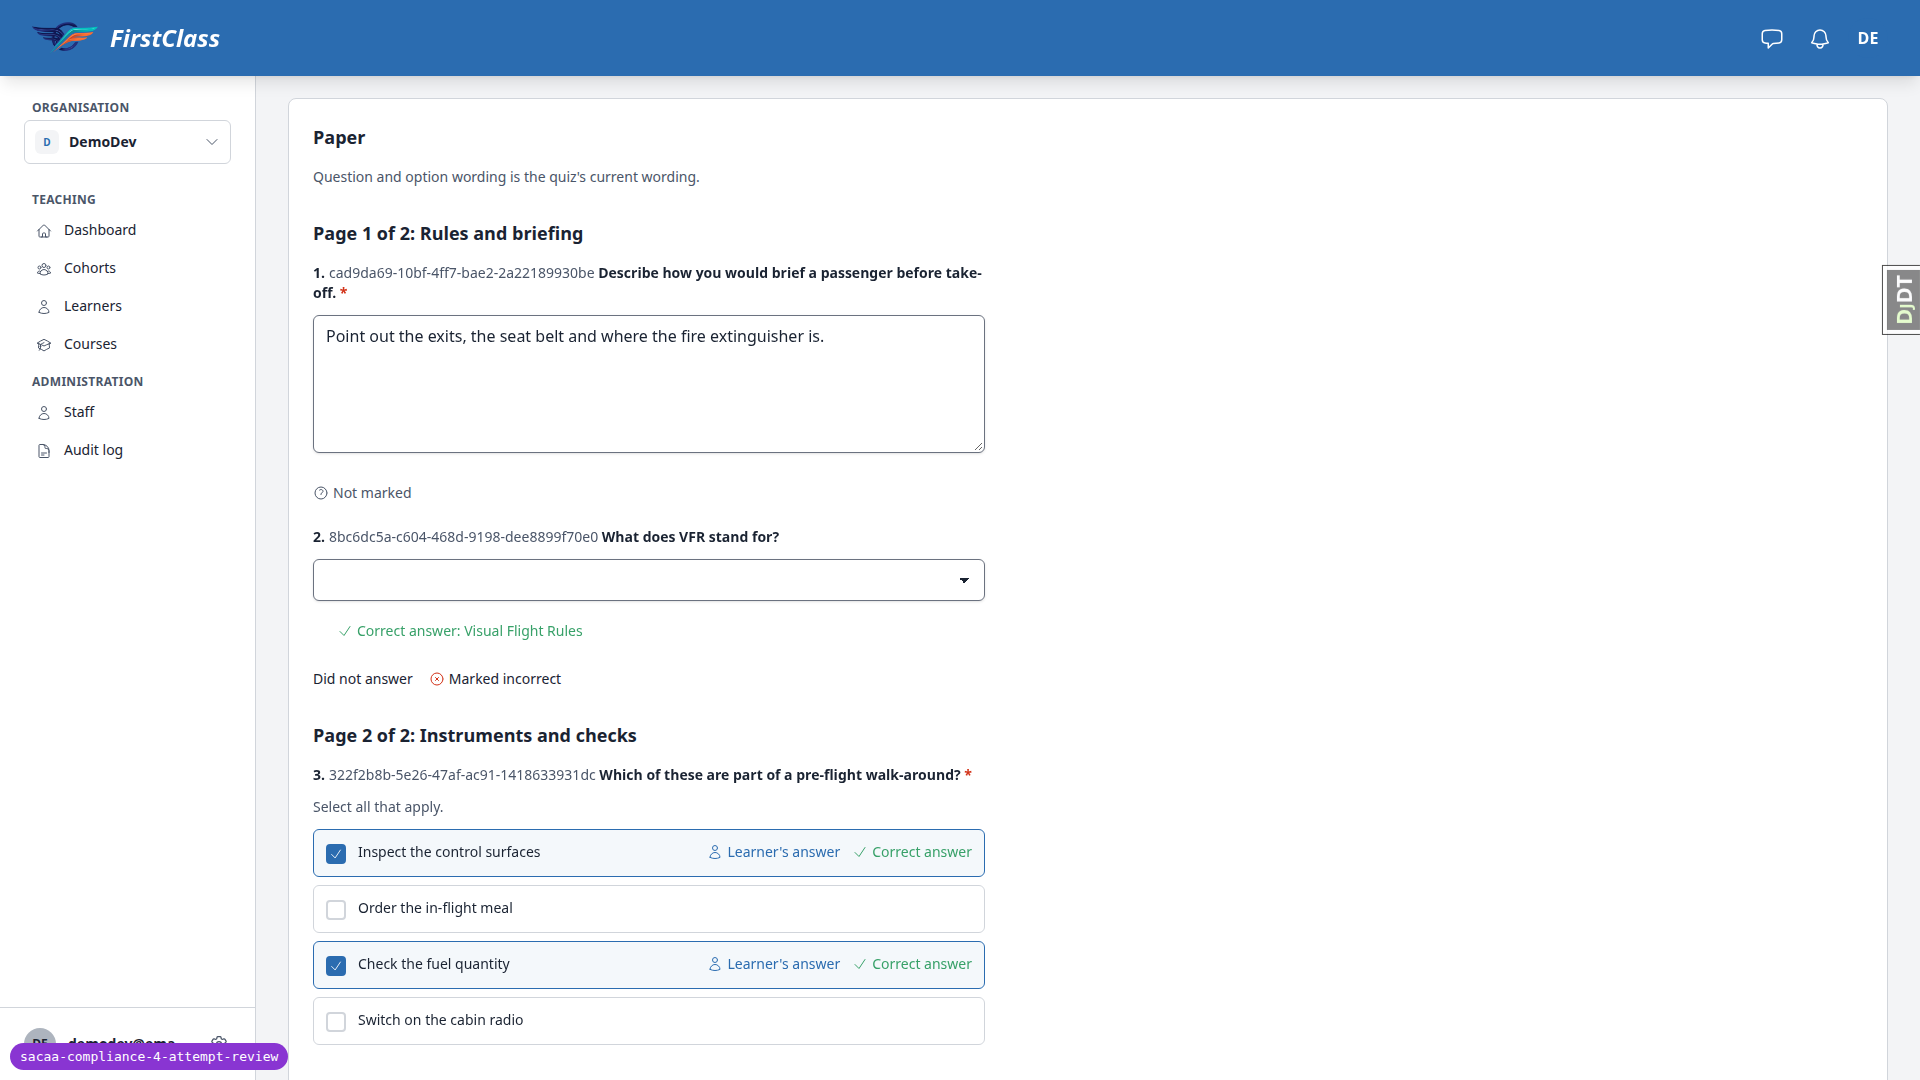 FirstClass
DE
ORGANISATION
D DemoDev
TEACHING
Dashboard
Cohorts
Learners
Courses
ADMINISTRATION
Staff
Audit log
sacaa-compliance-4-attempt-review
Paper
Question and option wording is the quiz's current wording.
Page 1 of 2: Rules and briefing
1. cad9da69-10bf-4ff7-bae2-2a22189930be Describe how you would brief a passenger before take-
off. *
Point out the exits, the seat belt and where the fire extinguisher is.
Not marked
2. 8bc6dc5a-c604-468d-9198-dee8899f70e0 What does VFR stand for?
Correct answer: Visual Flight Rules
Did not answer Marked incorrect
Page 2 of 2: Instruments and checks
3. 322f2b8b-5e26-47af-ac91-1418633931dc Which of these are part of a pre-flight walk-around? *
Select all that apply.
Inspect the control surfaces Learner's answer Correct answer
Order the in-flight meal
Check the fuel quantity Learner's answer Correct answer
Switch on the cabin radio
DJDT